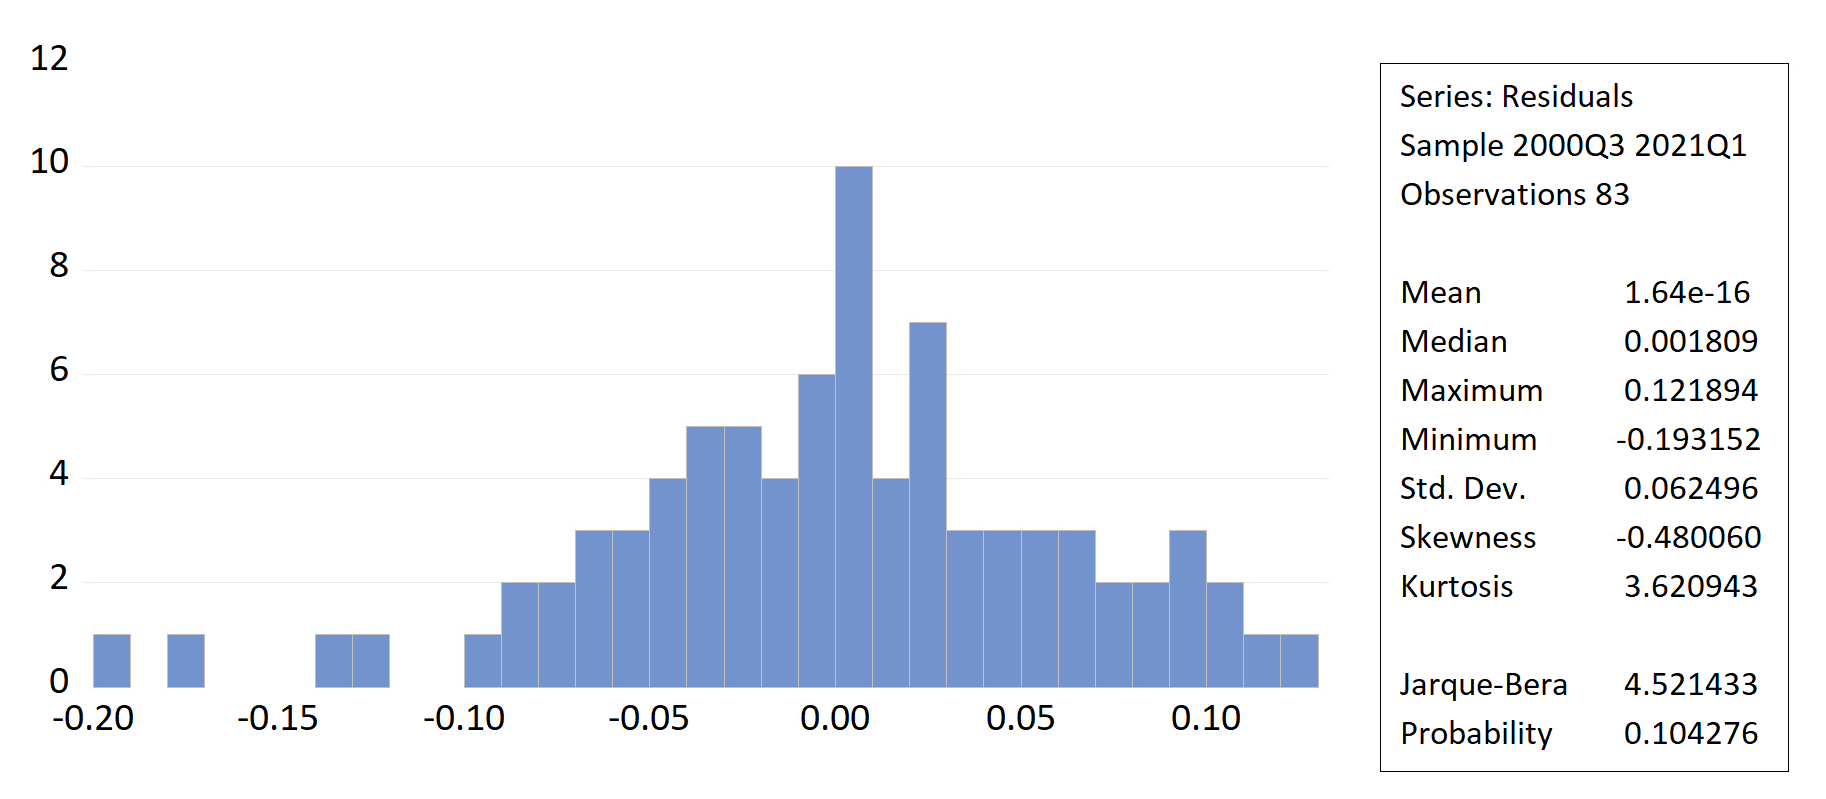 12
10
8
6
4
2
0
-0.20 -0.15 -0.10 -0.05 0.00 0.05 0.10
Series: Residuals
Sample 2000Q3 2021Q1
Observations 83
Mean 1.64e-16
Median 0.001809
Maximum 0.121894
Minimum -0.193152
Std. Dev. 0.062496
Skewness -0.480060
Kurtosis 3.620943
Jarque-Bera 4.521433
Probability 0.104276